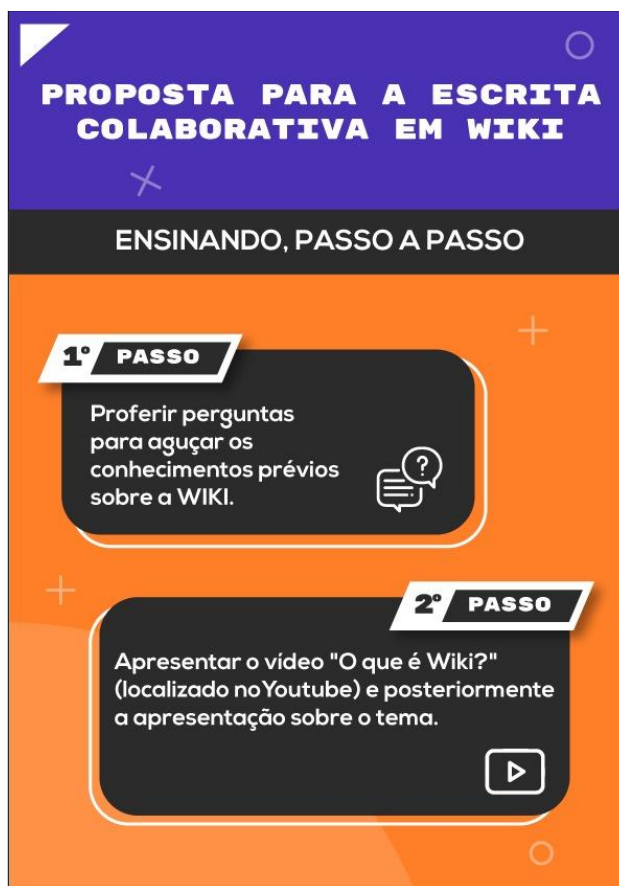 PROPOSTA PARA A ESCRITA
COLABORATIVA EM WIKI
ENSINANDO, PASSO A PASSO
1º PASSO
Proferir perguntas
para aguçar os
conhecimentos prévios
sobre a WIKI.
?
2º PASSO
Apresentar o vídeo "O que é Wiki?"
(localizado no Youtube) e posteriormente
a apresentação sobre o tema.